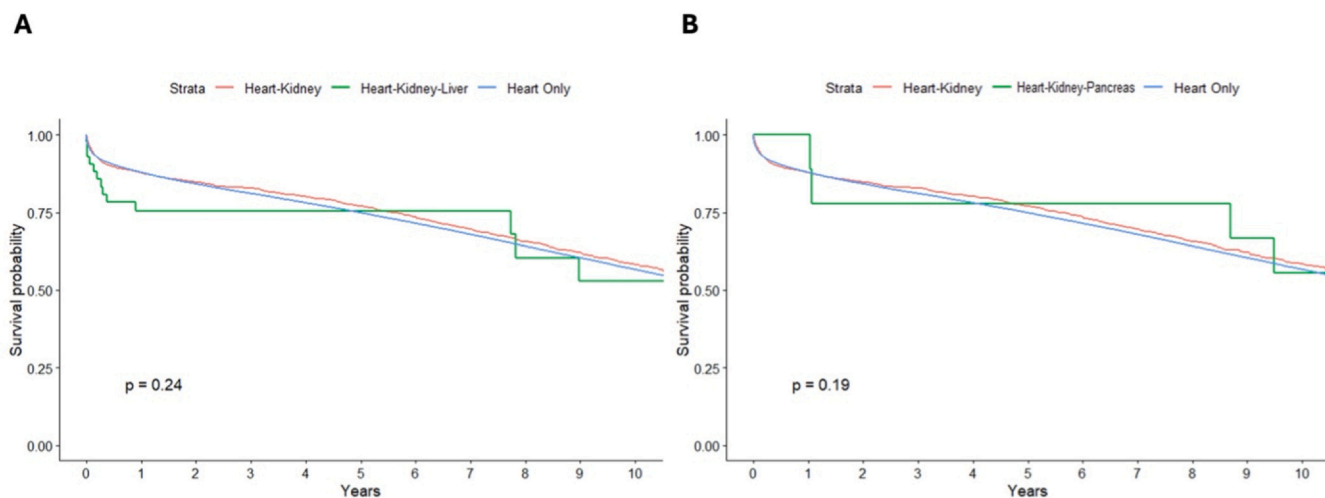 A
Strata Heart-Kidney Heart-Kidney-Liver Heart Only
Survival probability
1.00
0.75
0.50
0.25
0.00
p = 0.24
0 1 2 3 4 5 6 7 8 9 10
Years
B
Strata Heart-Kidney Heart-Kidney-Pancreas Heart Only
Survival probability
1.00
0.75
0.50
0.25
0.00
p = 0.19
0 1 2 3 4 5 6 7 8 9 10
Years